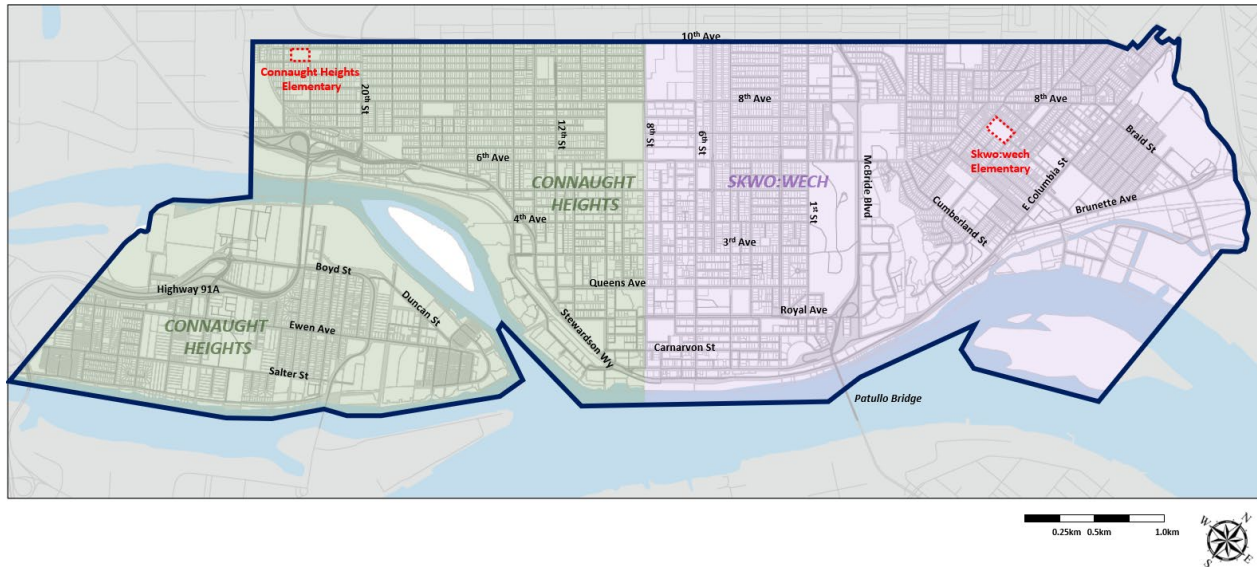 10th Ave
Connaught Heights
Elementary
20th St
8th Ave
8th Ave
12th St
8th St
6th St
Braid St
Skwo:wech
Elementary
6th Ave
McBride Blvd
E Columbia St
CONNAUGHT
HEIGHTS
SKWO:WECH
1st St
Cumberland St
Brunette Ave
4th Ave
3rd Ave
Boyd St
Highway 91A
Duncan St
Queens Ave
Royal Ave
CONNAUGHT
HEIGHTS
Ewen Ave
Stewardson Wy
Carnarvon St
Salter St
Patullo Bridge
0.25km 0.5km 1.0km
W N
S E